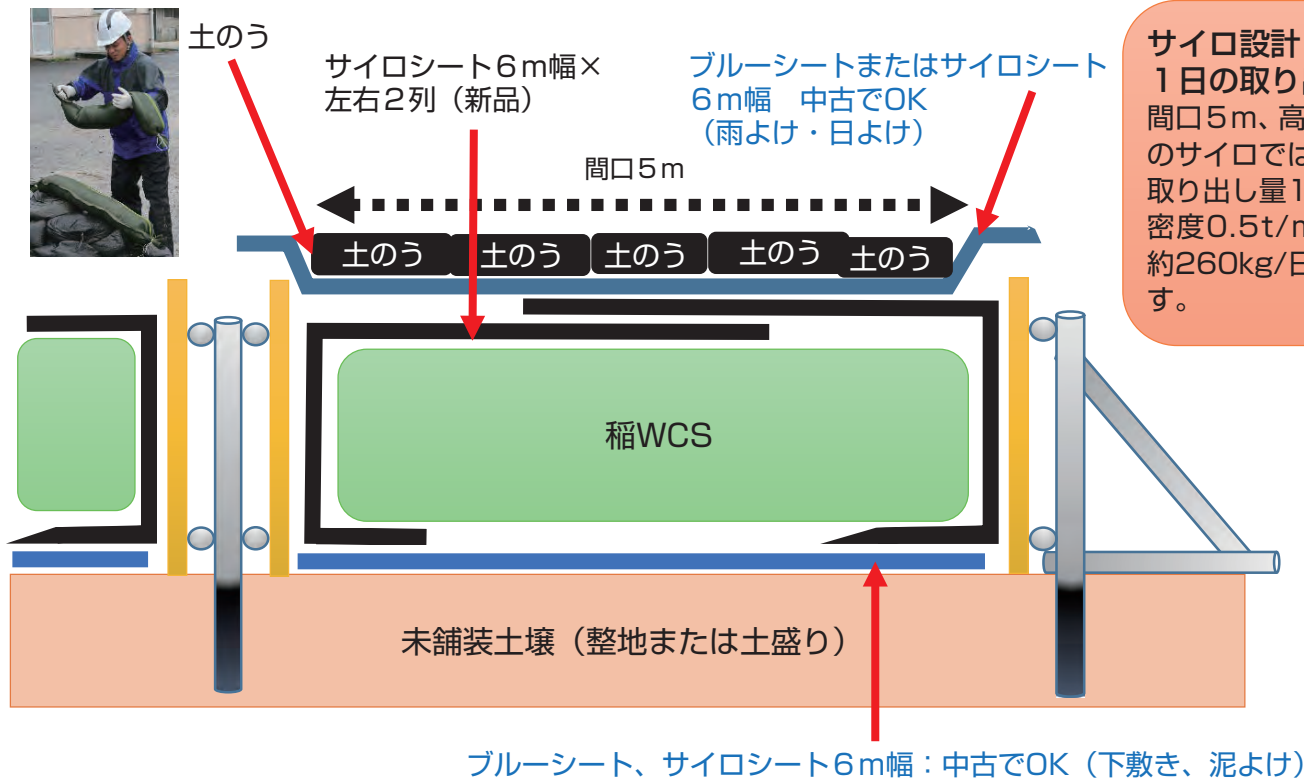 土のう
サイロシート6m幅×
左右2列（新品）
ブルーシートまたはサイロシート
6m幅　中古でOK
（雨よけ・日よけ）
間口5m
土のう
土のう
土のう
土のう
土のう
稲WCS
未舗装土壌（整地または土盛り）
ブルーシート、サイロシート6m幅：中古でOK（下敷き、泥よけ）
サイロ設計
1日の取り
間口5m、高
のサイロでは
取り出し量1
密度0.5t/m
約260kg/日
す。